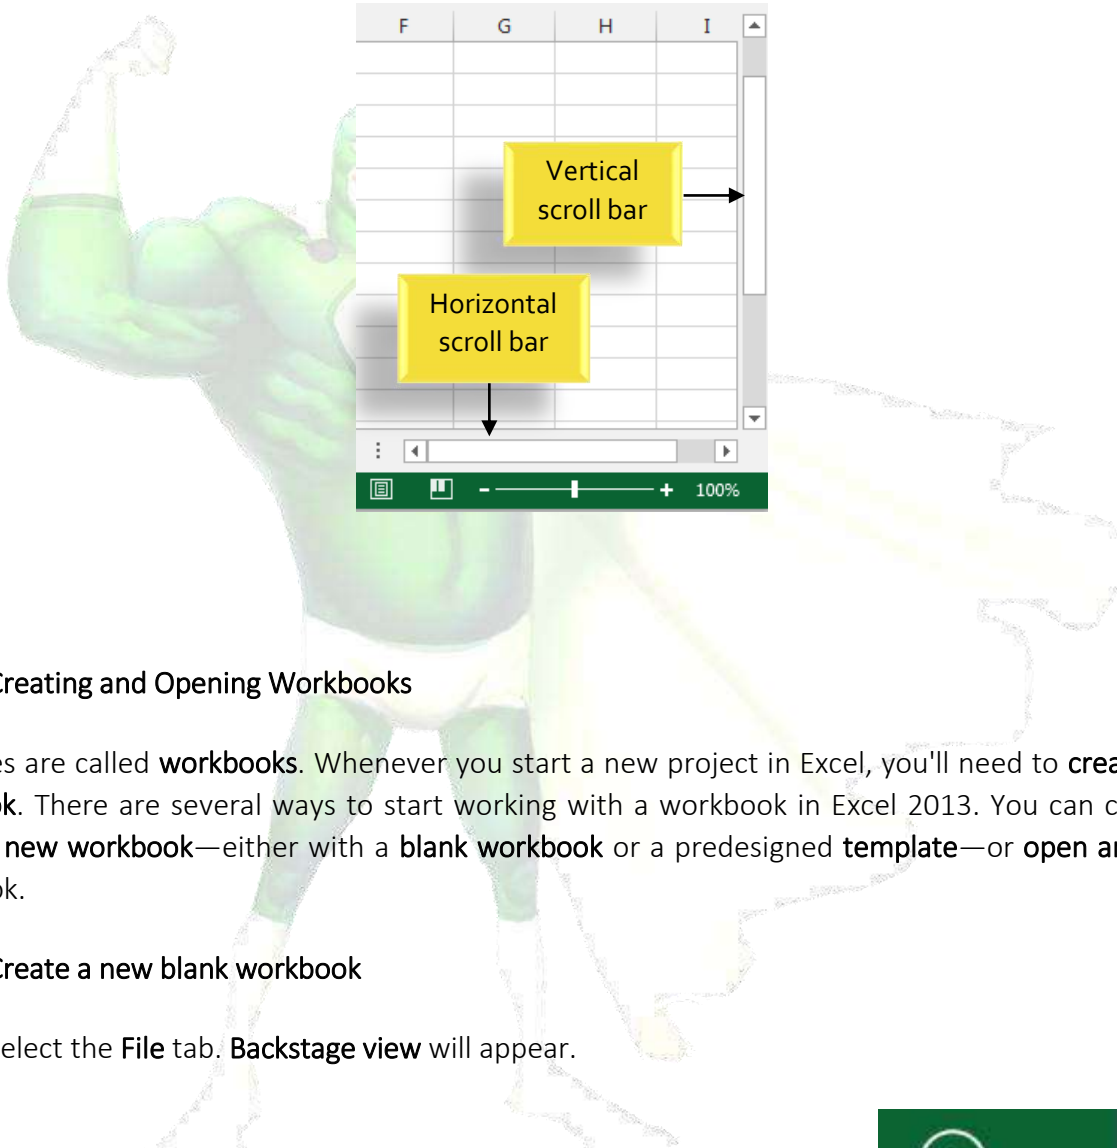 F G H I
Vertical
scroll bar
Horizontal
scroll bar
100%
Creating and Opening Workbooks
es are called workbooks. Whenever you start a new project in Excel, you'll need to crea
ok. There are several ways to start working with a workbook in Excel 2013. You can c
new workbook—either with a blank workbook or a predesigned template—or open a
ok.
Create a new blank workbook
elect the File tab. Backstage view will appear.